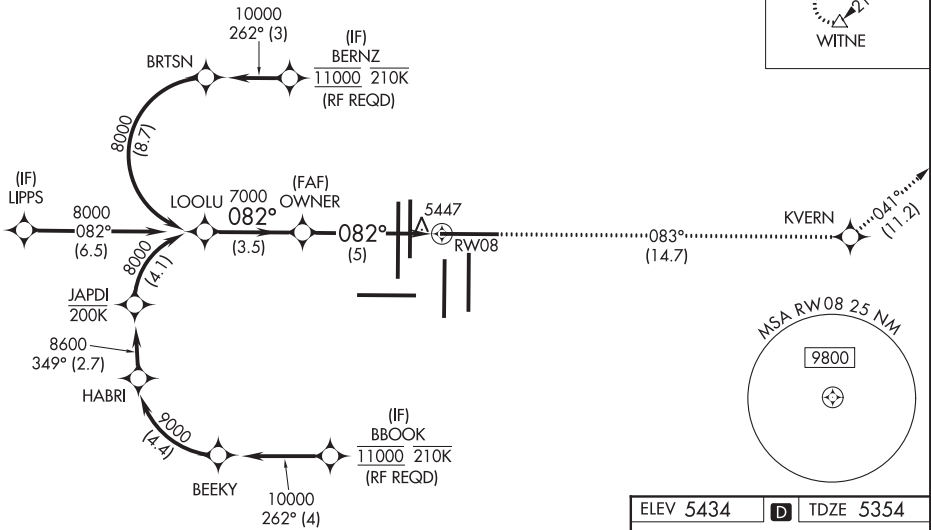 10000
262° (3)
(IF)
BERNZ
11000 210K
(RF REQD)
BRTSN
WITNE
8000
(8.7)
(IF)
LIPPS
8000
082°
(6.5)
LOOLU
7000
082°
(3.5)
(FAF)
OWNER
082°
(5)
5447
RW08
083°
(14.7)
KVERN
041°
(11.2)
8000
(4.1)
JAPDI
200K
8600
349° (2.7)
HABRI
9000
(4.4)
BEEKY
10000
262° (4)
(IF)
BBOOK
11000 210K
(RF REQD)
MSA RW08 25 NM
9800
ELEV 5434
D
TDZE 5354